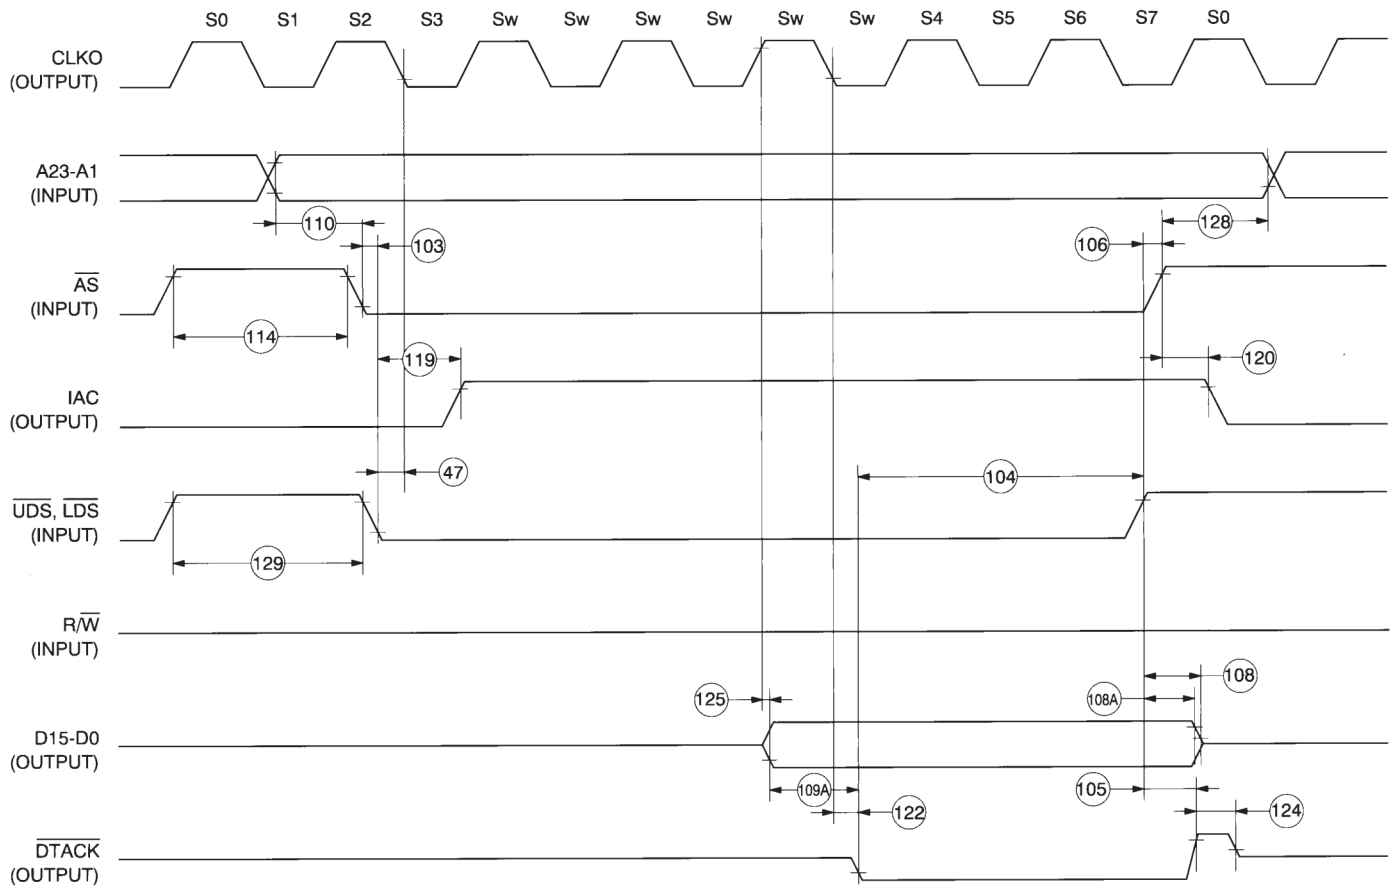 S0 S1 S2 S3 Sw Sw Sw Sw Sw Sw S4 S5 S6 S7 S0
CLKO
(OUTPUT)
A23-A1
(INPUT)
110
103
106
128
AS
(INPUT)
114
119
120
IAC
(OUTPUT)
47
104
UDS, LDS
(INPUT)
129
R/W
(INPUT)
108
125
108A
D15-D0
(OUTPUT)
109A
105
122
124
DTACK
(OUTPUT)